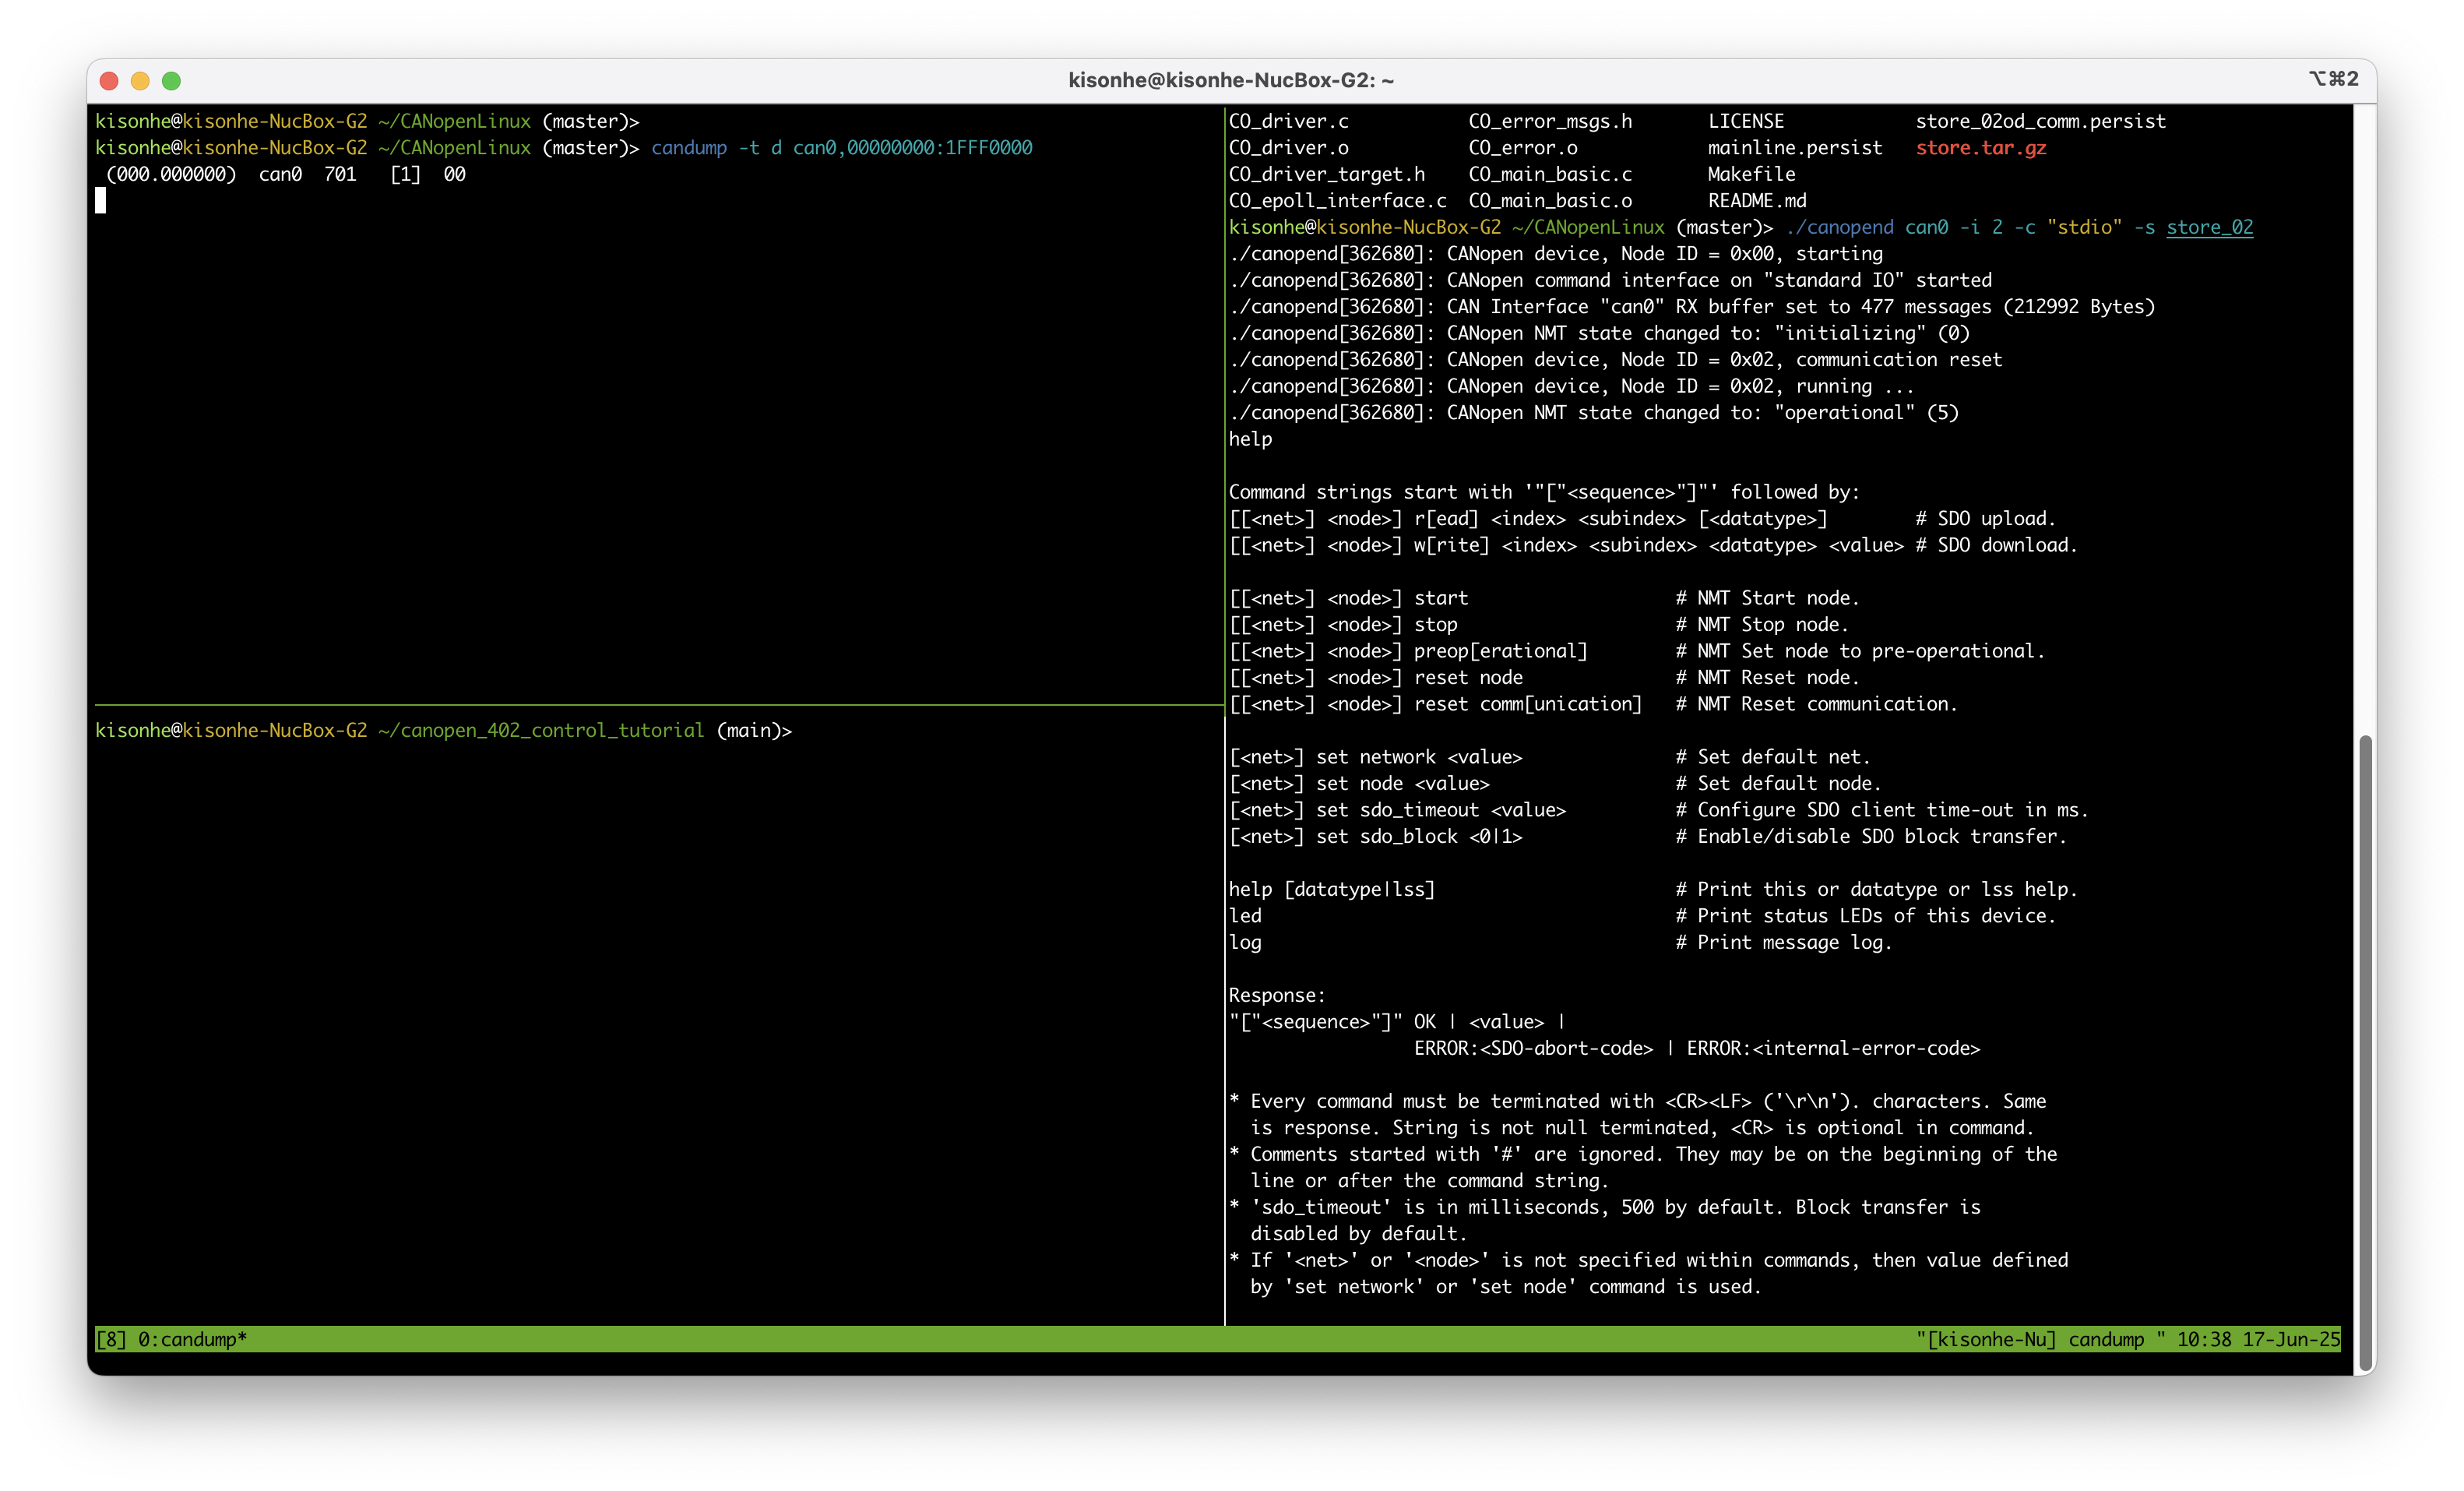 kisonhe@kisonhe-NucBox-G2: ~
⌥⌘2
kisonhe@kisonhe-NucBox-G2 ~/CANopenLinux (master)>
kisonhe@kisonhe-NucBox-G2 ~/CANopenLinux (master)> candump -t d can0,00000000:1FFF0000
(000.000000)  can0  701   [1]  00
kisonhe@kisonhe-NucBox-G2 ~/canopen_402_control_tutorial (main)>
CO_driver.c           CO_error_msgs.h       LICENSE            store_02od_comm.persist
CO_driver.o           CO_error.o            mainline.persist   store.tar.gz
CO_driver_target.h    CO_main_basic.c       Makefile
CO_epoll_interface.c  CO_main_basic.o       README.md
kisonhe@kisonhe-NucBox-G2 ~/CANopenLinux (master)> ./canopend can0 -i 2 -c "stdio" -s store_02
./canopend[362680]: CANopen device, Node ID = 0x00, starting
./canopend[362680]: CANopen command interface on "standard IO" started
./canopend[362680]: CAN Interface "can0" RX buffer set to 477 messages (212992 Bytes)
./canopend[362680]: CANopen NMT state changed to: "initializing" (0)
./canopend[362680]: CANopen device, Node ID = 0x02, communication reset
./canopend[362680]: CANopen device, Node ID = 0x02, running ...
./canopend[362680]: CANopen NMT state changed to: "operational" (5)
help
Command strings start with '"["<sequence>"]"' followed by:
[[<net>] <node>] r[ead] <index> <subindex> [<datatype>]        # SDO upload.
[[<net>] <node>] w[rite] <index> <subindex> <datatype> <value> # SDO download.
[[<net>] <node>] start                   # NMT Start node.
[[<net>] <node>] stop                    # NMT Stop node.
[[<net>] <node>] preop[erational]        # NMT Set node to pre-operational.
[[<net>] <node>] reset node              # NMT Reset node.
[[<net>] <node>] reset comm[unication]   # NMT Reset communication.
[<net>] set network <value>              # Set default net.
[<net>] set node <value>                 # Set default node.
[<net>] set sdo_timeout <value>          # Configure SDO client time-out in ms.
[<net>] set sdo_block <0|1>              # Enable/disable SDO block transfer.
help [datatype|lss]                      # Print this or datatype or lss help.
led                                      # Print status LEDs of this device.
log                                      # Print message log.
Response:
"["<sequence>"]" OK | <value> |
                 ERROR:<SDO-abort-code> | ERROR:<internal-error-code>
* Every command must be terminated with <CR><LF> ('\r\n'). characters. Same
  is response. String is not null terminated, <CR> is optional in command.
* Comments started with '#' are ignored. They may be on the beginning of the
  line or after the command string.
* 'sdo_timeout' is in milliseconds, 500 by default. Block transfer is
  disabled by default.
* If '<net>' or '<node>' is not specified within commands, then value defined
  by 'set network' or 'set node' command is used.
[8] 0:candump*
"[kisonhe-Nu] candump " 10:38 17-Jun-25